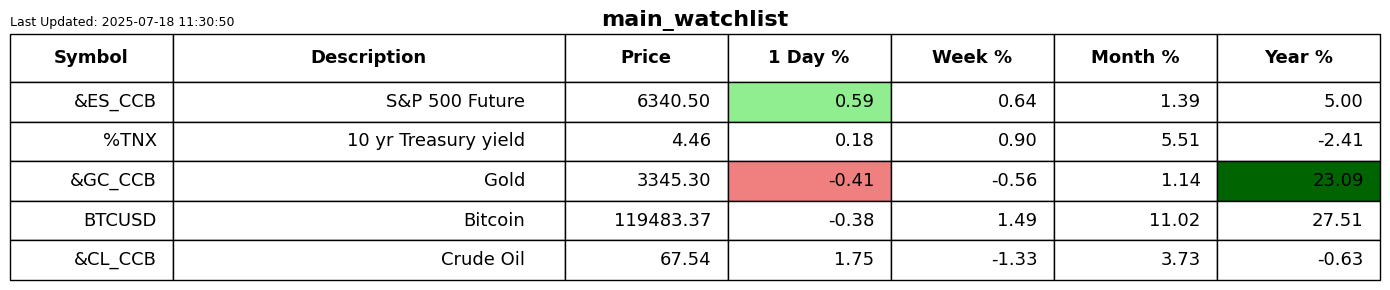 main_watchlist
Last Updated: 2025-07-18 11:30:50
Symbol Description Price 1 Day % Week % Month % Year %
&ES_CCB S&P 500 Future 6340.50 0.59 0.64 1.39 5.00
%TNX 10 yr Treasury yield 4.46 0.18 0.90 5.51 -2.41
&GC_CCB Gold 3345.30 -0.41 -0.56 1.14 23.09
BTCUSD Bitcoin 119483.37 -0.38 1.49 11.02 27.51
&CL_CCB Crude Oil 67.54 1.75 -1.33 3.73 -0.63